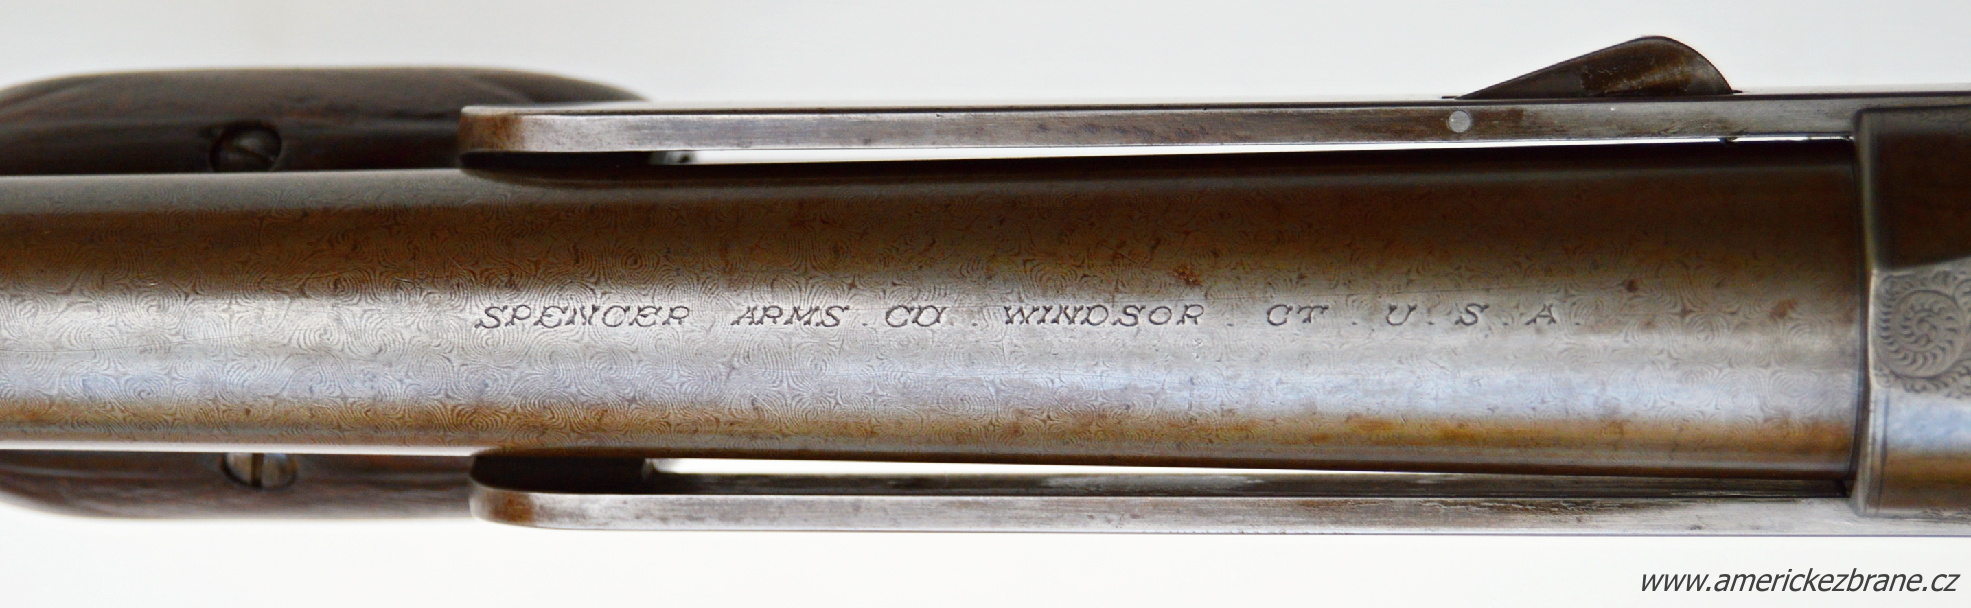 SPENCER ARMS. CO. WINDSOR. CT. U. S. A.
www.americkezbrane.cz